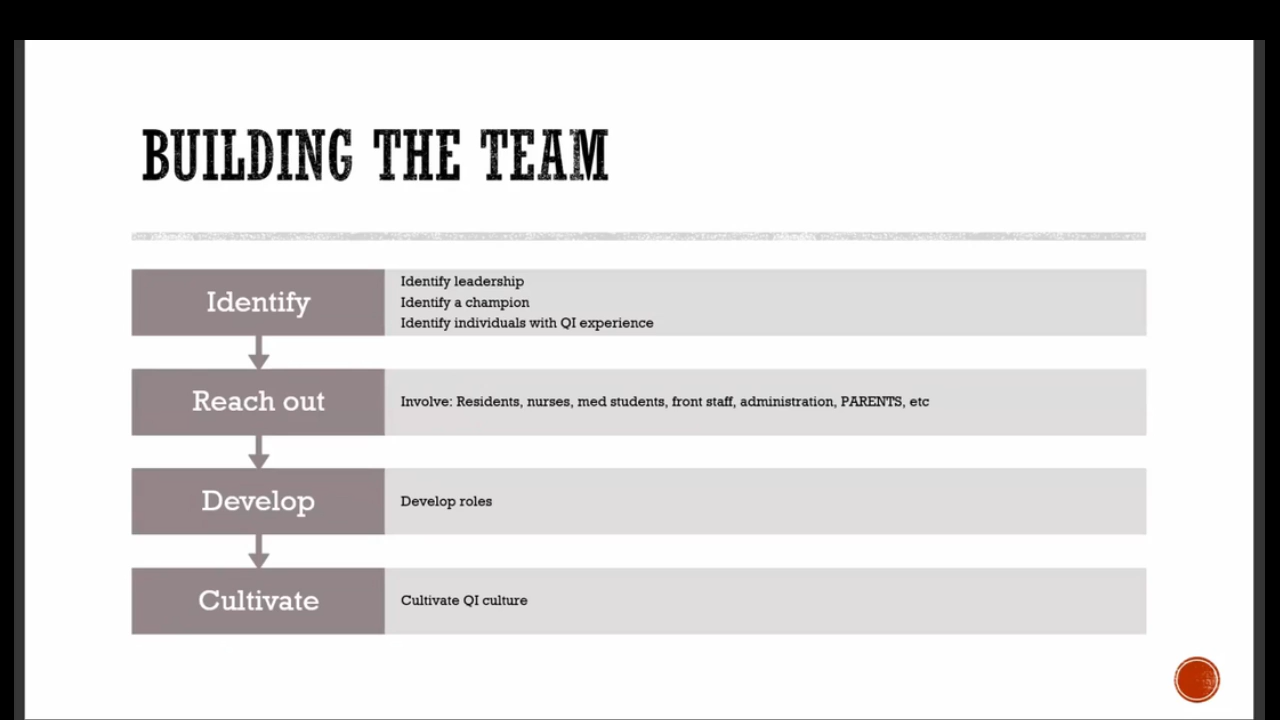 BUILDING THE TEAM
Identify
Identify leadership
Identify a champion
Identify individuals with QI experience
Reach out
Involve: Residents, nurses, med students, front staff, administration, PARENTS, etc
Develop
Develop roles
Cultivate
Cultivate QI culture